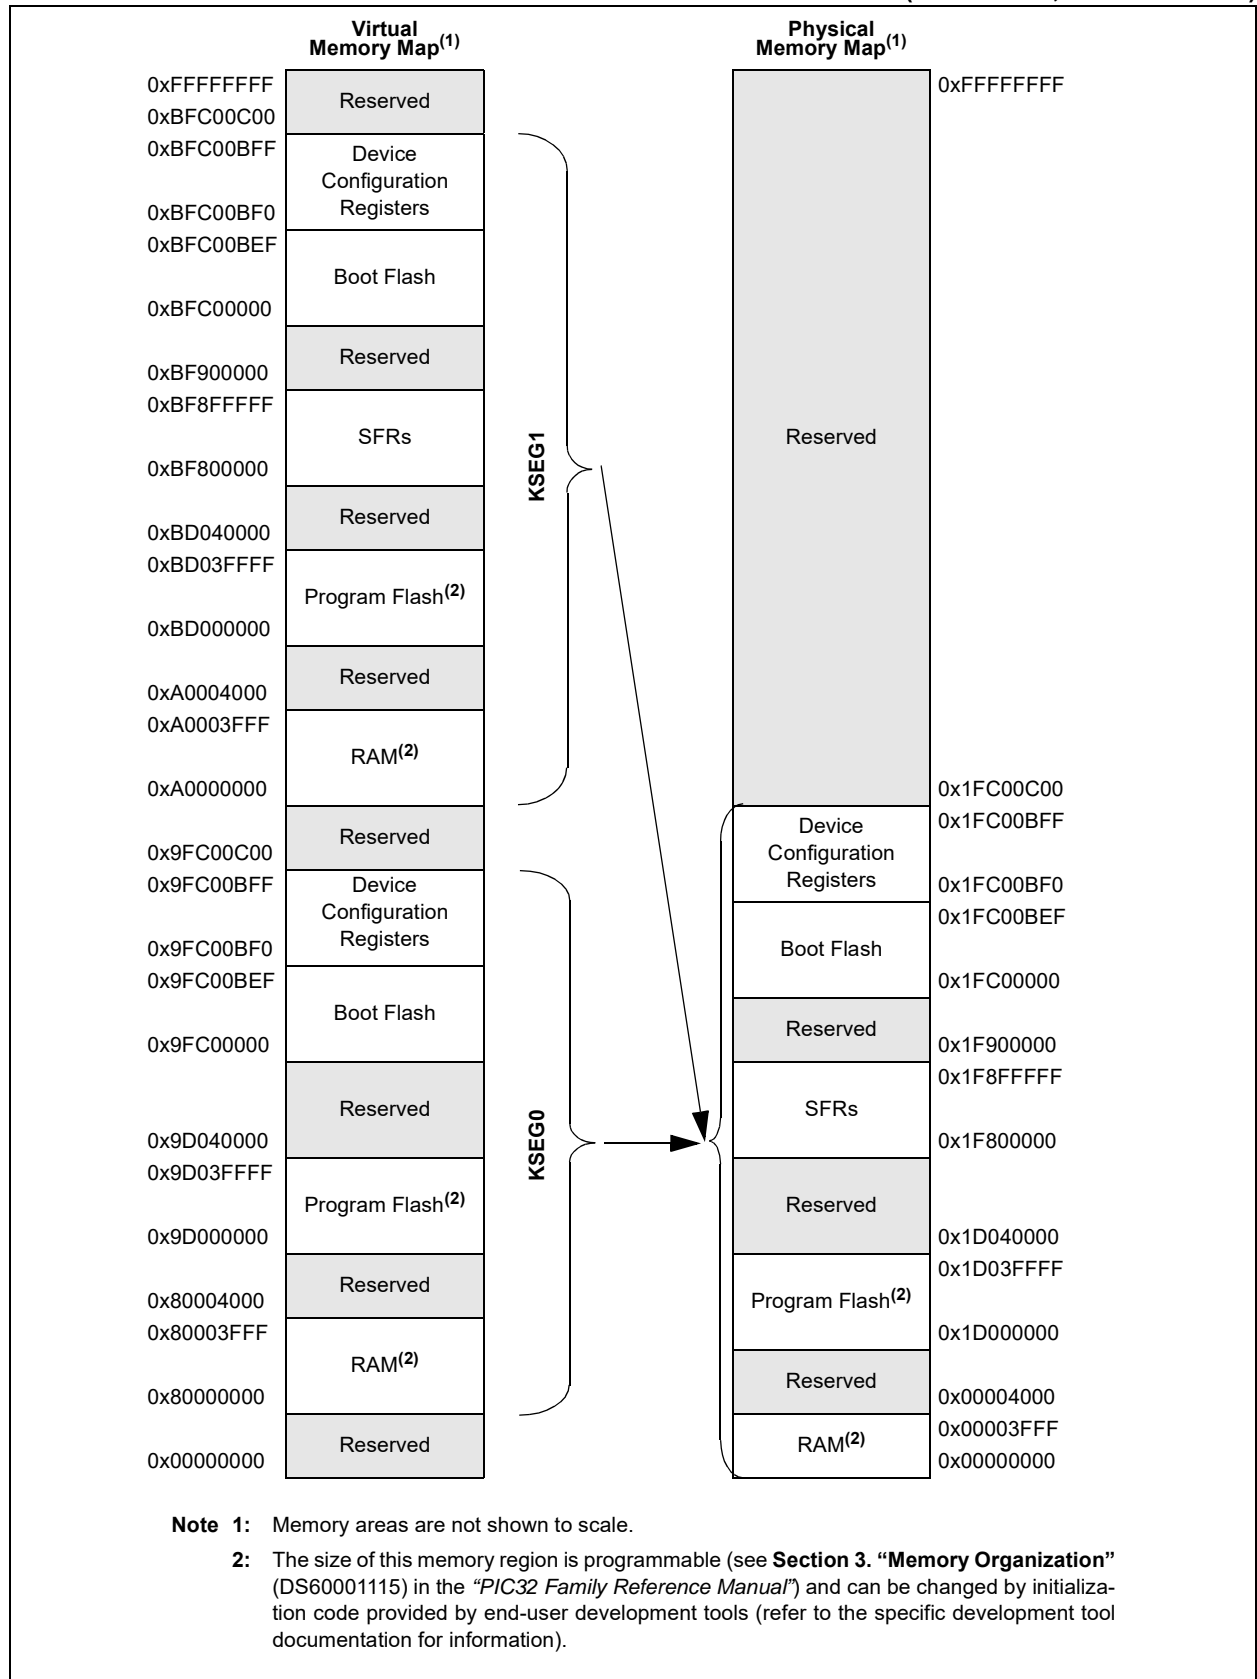 Virtual
Memory Map(1)
Physical
Memory Map(1)
0xFFFFFFFF
Reserved
0xBFC00C00
0xBFC00BFF
Device
Configuration
Registers
0xBFC00BF0
0xBFC00BEF
Boot Flash
0xBFC00000
Reserved
0xBF900000
0xBF8FFFFF
SFRs
0xBF800000
Reserved
0xBD040000
0xBD03FFFF
Program Flash(2)
0xBD000000
Reserved
0xA0004000
0xA0003FFF
RAM(2)
0xA0000000
Reserved
0x9FC00C00
0x9FC00BFF
Device
Configuration
Registers
0x9FC00BF0
0x9FC00BEF
Boot Flash
0x9FC00000
Reserved
0x9D040000
0x9D03FFFF
Program Flash(2)
0x9D000000
Reserved
0x80004000
0x80003FFF
RAM(2)
0x80000000
Reserved
0x00000000
KSEG1
KSEG0
0xFFFFFFFF
Reserved
0x1FC00C00
0x1FC00BFF
Device
Configuration
Registers
0x1FC00BF0
0x1FC00BEF
Boot Flash
0x1FC00000
Reserved
0x1F900000
0x1F8FFFFF
SFRs
0x1F800000
Reserved
0x1D040000
0x1D03FFFF
Program Flash(2)
0x1D000000
Reserved
0x00004000
0x00003FFF
RAM(2)
0x00000000
Note 1: Memory areas are not shown to scale.
2: The size of this memory region is programmable (see Section 3. “Memory Organization”
(DS60001115) in the “PIC32 Family Reference Manual”) and can be changed by initializa-
tion code provided by end-user development tools (refer to the specific development tool
documentation for information).